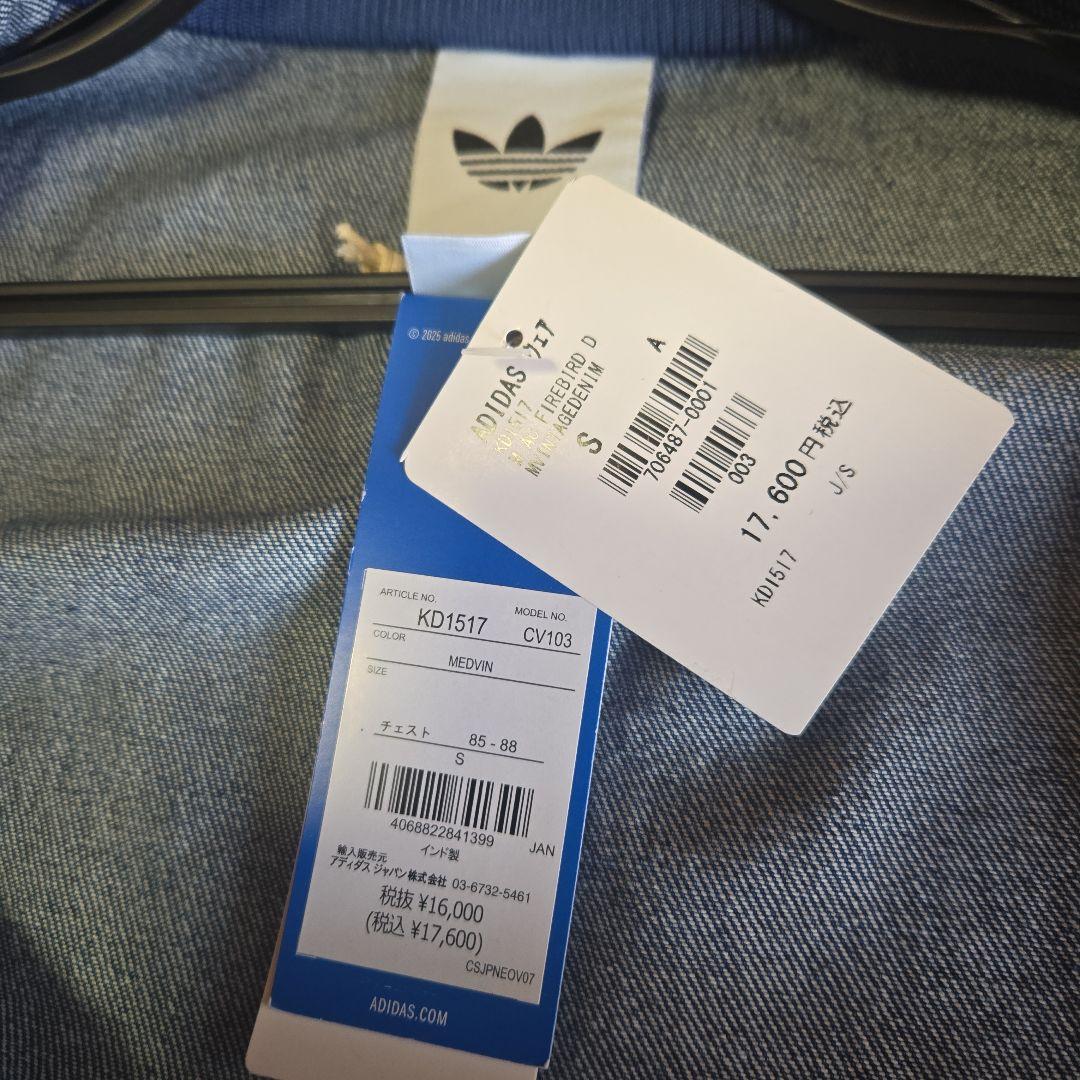 © 2025 adidas
ADIDAS ウェア
KD1517
M AC FIREBIRD D
MVINTAGEDENIM
S
A
706487-0001
003
17,600円税込
J/S
KD1517
ARTICLE NO.
KD1517
MODEL NO.
CV103
COLOR
MEDVIN
SIZE
チェスト 85 - 88
S
4068822841399
JAN
インド製
輸入販売元
アディダス ジャパン株式会社 03-6732-5461
税抜 ¥16,000
(税込 ¥17,600)
CSJPNEOV07
ADIDAS.COM